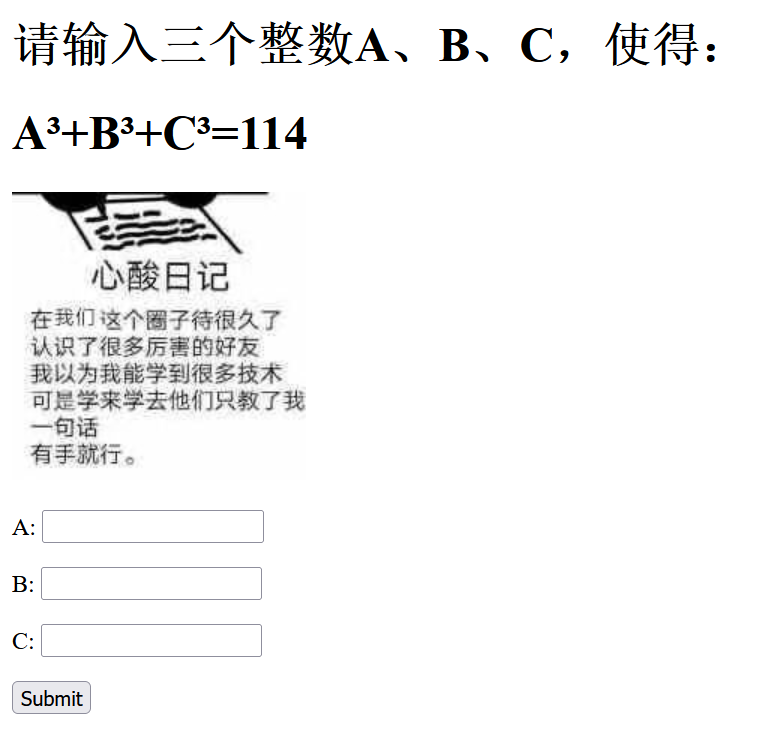 请输入三个整数A、B、C，使得：
A³+B³+C³=114
心酸日记
在我们这个圈子待很久了
认识了很多厉害的好友
我以为我能学到很多技术
可是学来学去他们只教了我
一句话
有手就行。
A:
B:
C:
Submit